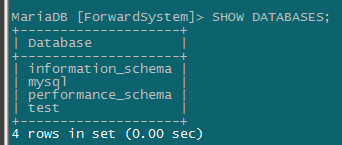 MariaDB [ForwardSystem]> SHOW DATABASES;
+--------------------+
| Database           |
+--------------------+
| information_schema |
| mysql              |
| performance_schema |
| test               |
+--------------------+
4 rows in set (0.00 sec)